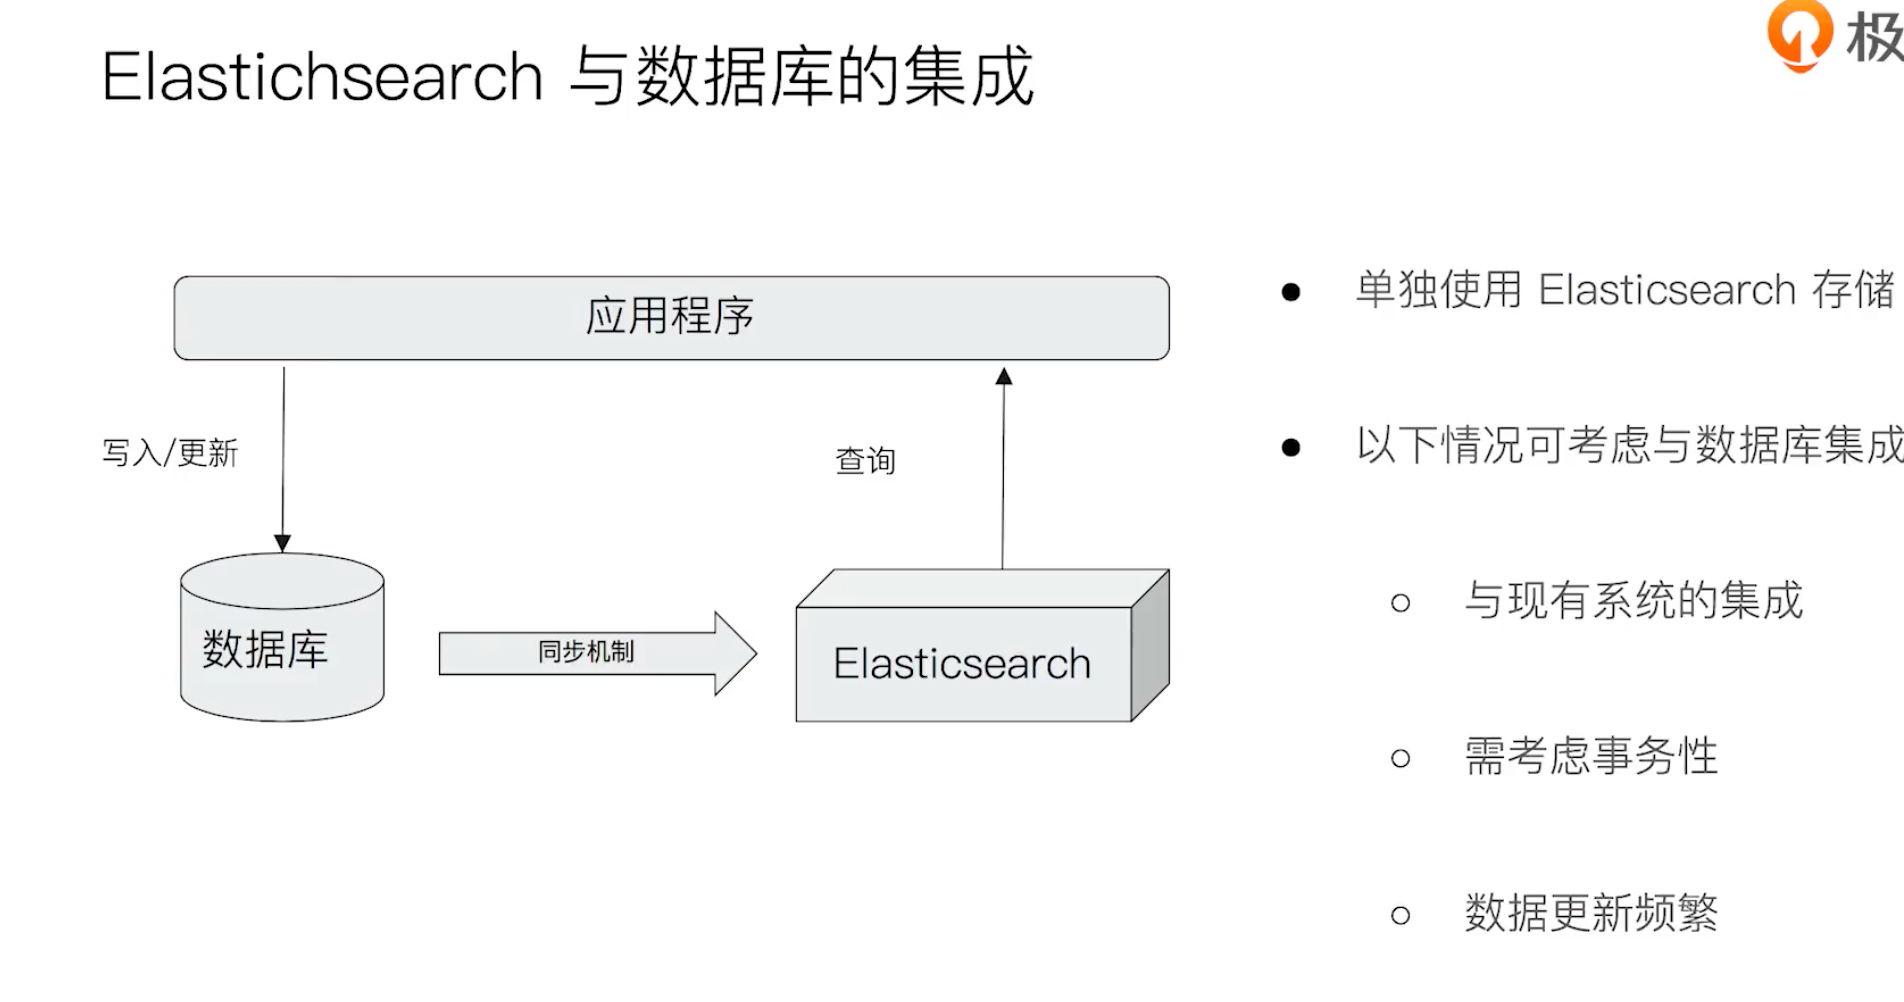 Elastichsearch 与数据库的集成
极
应用程序
写入/更新
查询
数据库
同步机制
Elasticsearch
单独使用 Elasticsearch 存储
以下情况可考虑与数据库集成
与现有系统的集成
需考虑事务性
数据更新频繁